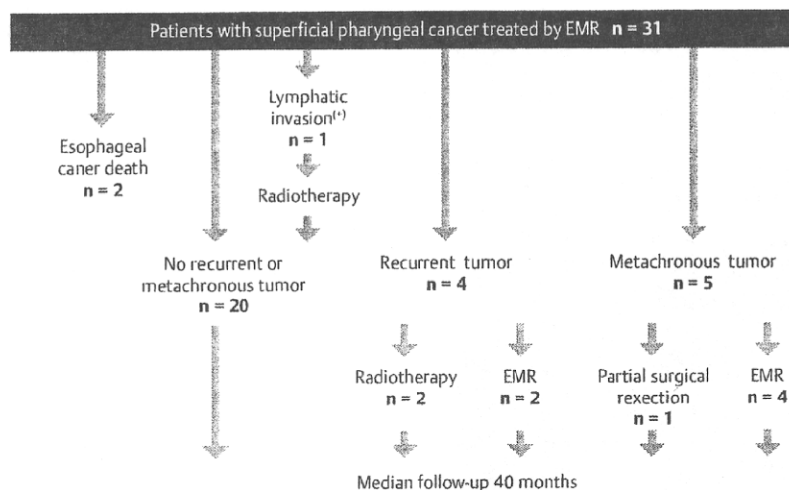 Patients with superficial pharyngeal cancer treated by EMR n = 31
Lymphatic
invasion(+)
n = 1
Esophageal
caner death
n = 2
Radiotherapy
No recurrent or
metachronous tumor
n = 20
Recurrent tumor
n = 4
Metachronous tumor
n = 5
Radiotherapy
n = 2
EMR
n = 2
Partial surgical
rexection
n = 1
EMR
n = 4
Median follow-up 40 months